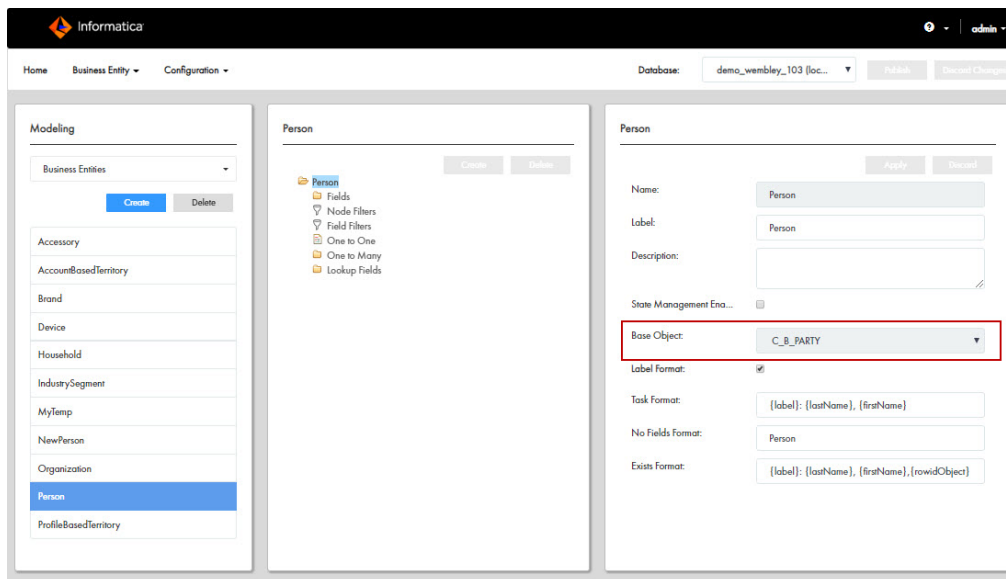 Informatica
admin
Home Business Entity Configuration Database: demo_wembley_103 (loc... Publish Discard Changes
Modeling
Business Entities
Create Delete
Accessory
AccountBasedTerritory
Brand
Device
Household
IndustrySegment
MyTemp
NewPerson
Organization
Person
ProfileBasedTerritory
Person
Create Delete
Person
Fields
Node Filters
Field Filters
One to One
One to Many
Lookup Fields
Person
Apply Discard
Name: Person
Label: Person
Description:
State Management Ena...
Base Object: C_B_PARTY
Label Format:
Task Format: {label}: {lastName}, {firstName}
No Fields Format: Person
Exists Format: {label}: {lastName}, {firstName},{rowidObject}